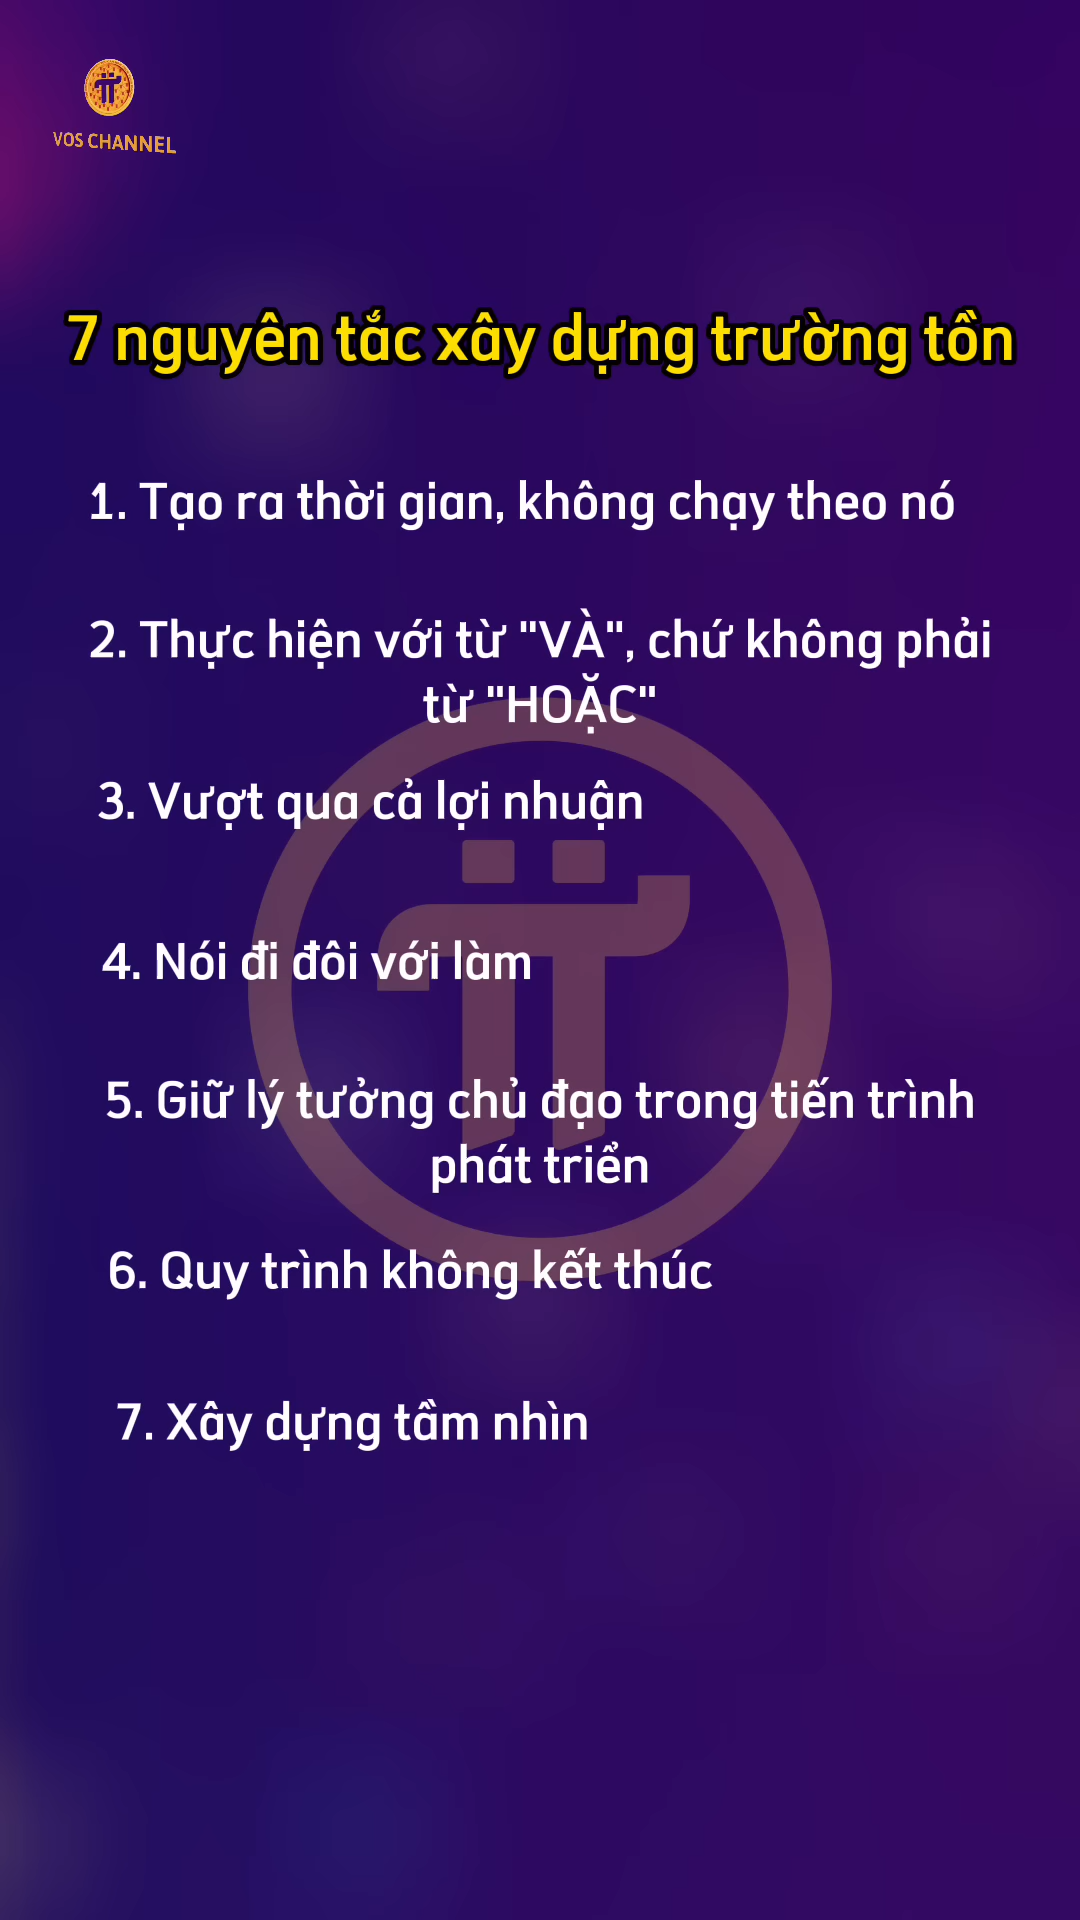 VOS CHANNEL
7 nguyên tắc xây dựng trường tồn
1. Tạo ra thời gian, không chạy theo nó
2. Thực hiện với từ "VÀ", chứ không phải
từ "HOẶC"
3. Vượt qua cả lợi nhuận
4. Nói đi đôi với làm
5. Giữ lý tưởng chủ đạo trong tiến trình
phát triển
6. Quy trình không kết thúc
7. Xây dựng tầm nhìn